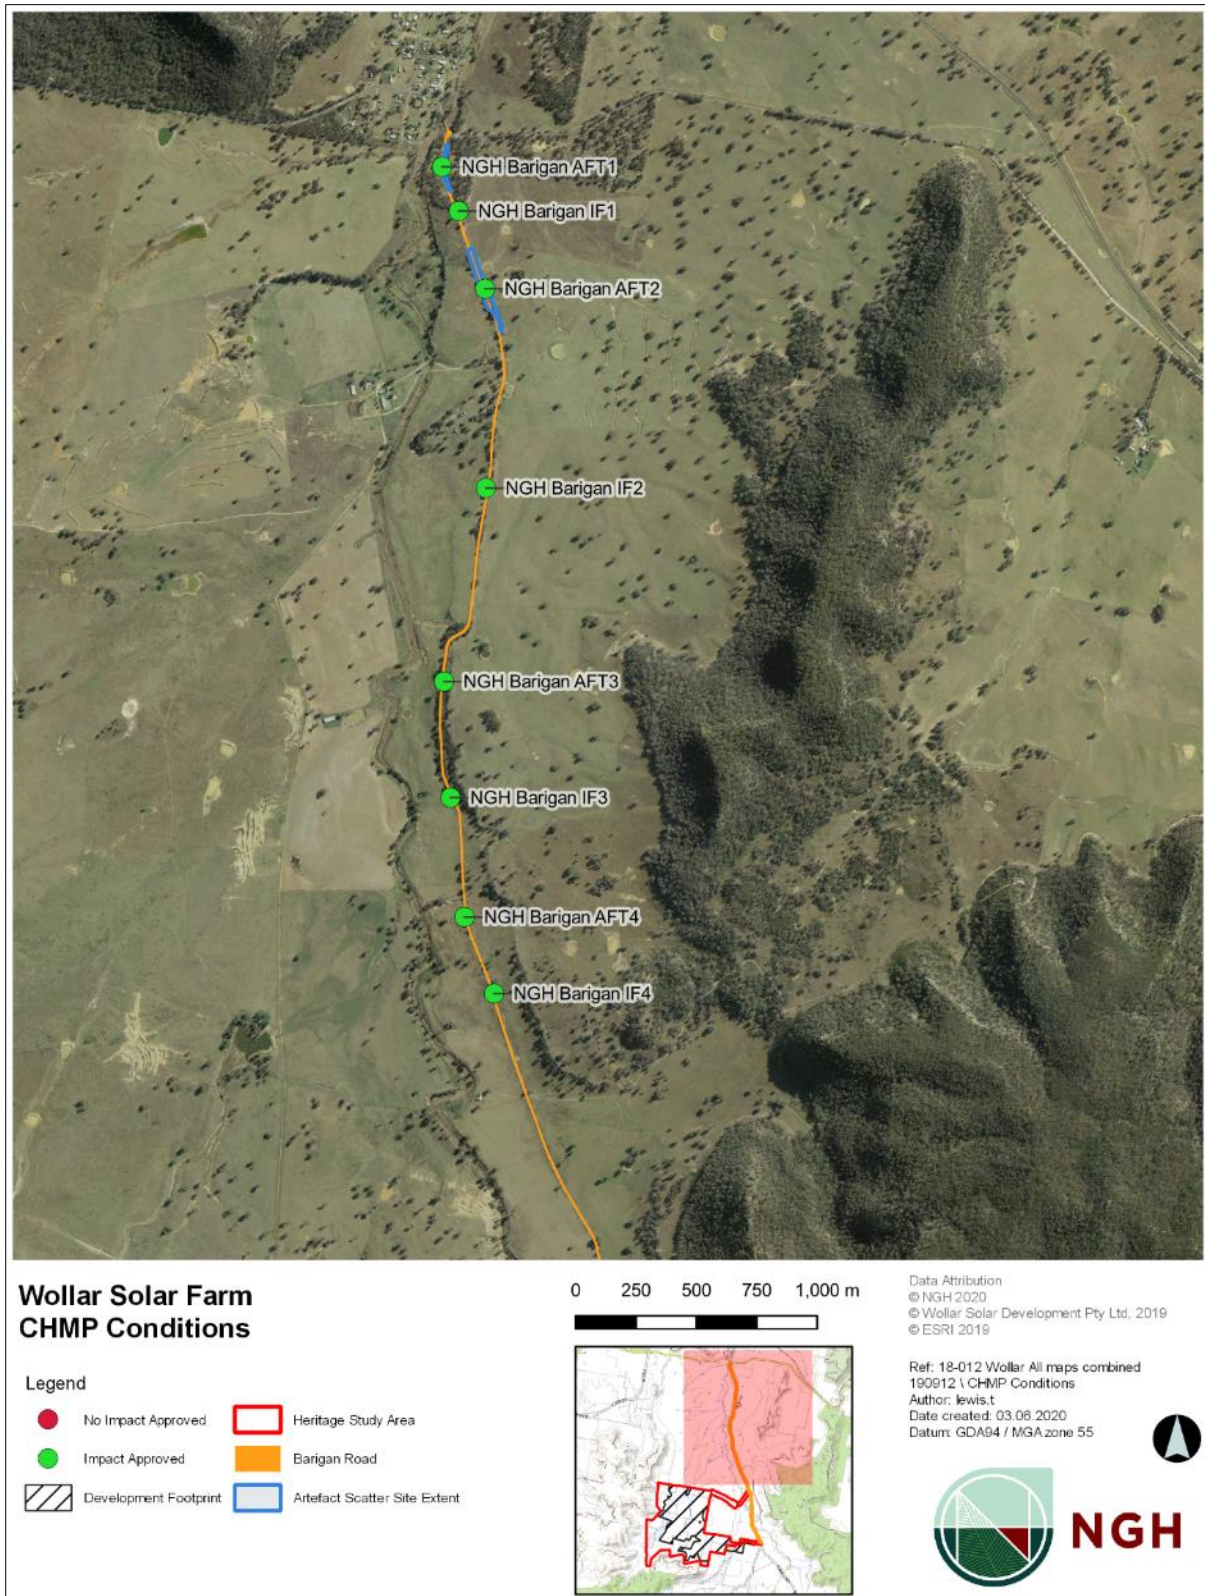 NGH Barigan AFT1
NGH Barigan IF1
NGH Barigan AFT2
NGH Barigan IF2
NGH Barigan AFT3
NGH Barigan IF3
NGH Barigan AFT4
NGH Barigan IF4
Wollar Solar Farm
CHMP Conditions
Legend
No Impact Approved
Heritage Study Area
Impact Approved
Barigan Road
Development Footprint
Artefact Scatter Site Extent
0 250 500 750 1,000 m
Data Attribution
© NGH 2020
© Wollar Solar Development Pty Ltd, 2019
© ESRI 2019
Ref: 18-012 Wollar All maps combined
190912 \ CHMP Conditions
Author: lewis.t
Date created: 03.06.2020
Datum: GDA94 / MGA zone 55
NGH